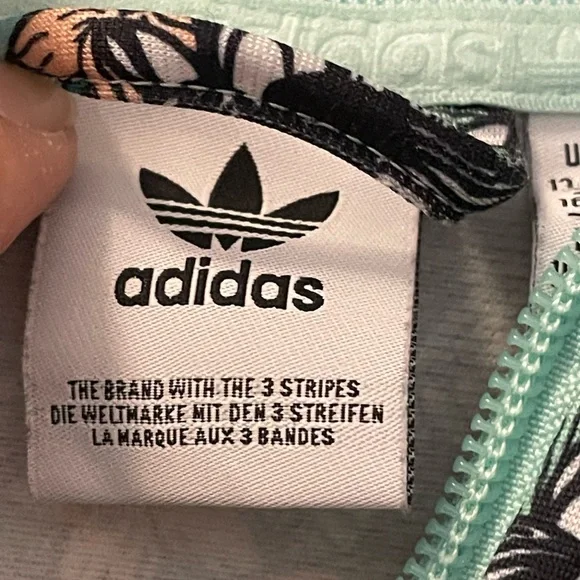 adidas
THE BRAND WITH THE 3 STRIPES
DIE WELTMARKE MIT DEN 3 STREIFEN
LA MARQUE AUX 3 BANDES